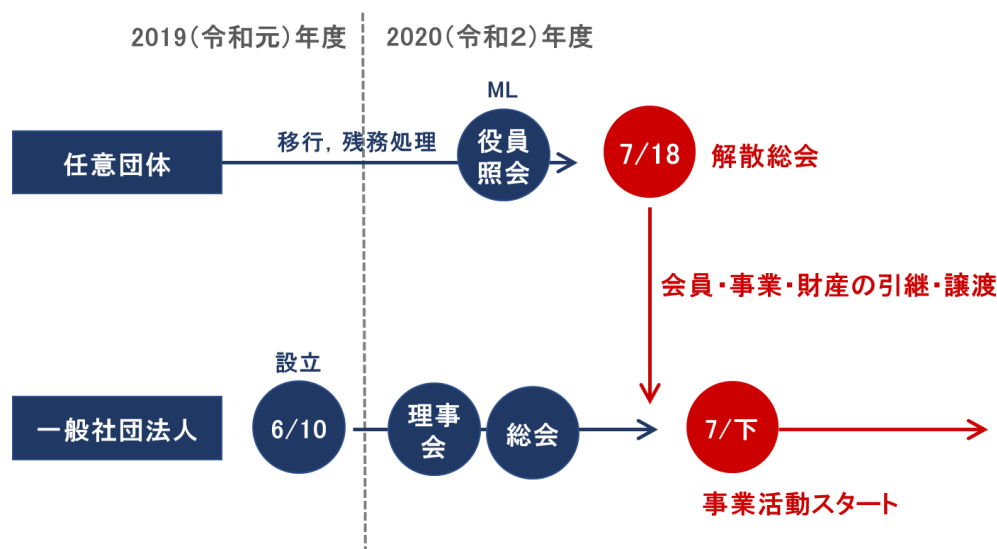 2019（令和元）年度
2020（令和２）年度
ML
任意団体
移行，残務処理
役員
照会
7/18
解散総会
会員・事業・財産の引継・譲渡
設立
一般社団法人
6/10
理事
会
総会
7/下
事業活動スタート